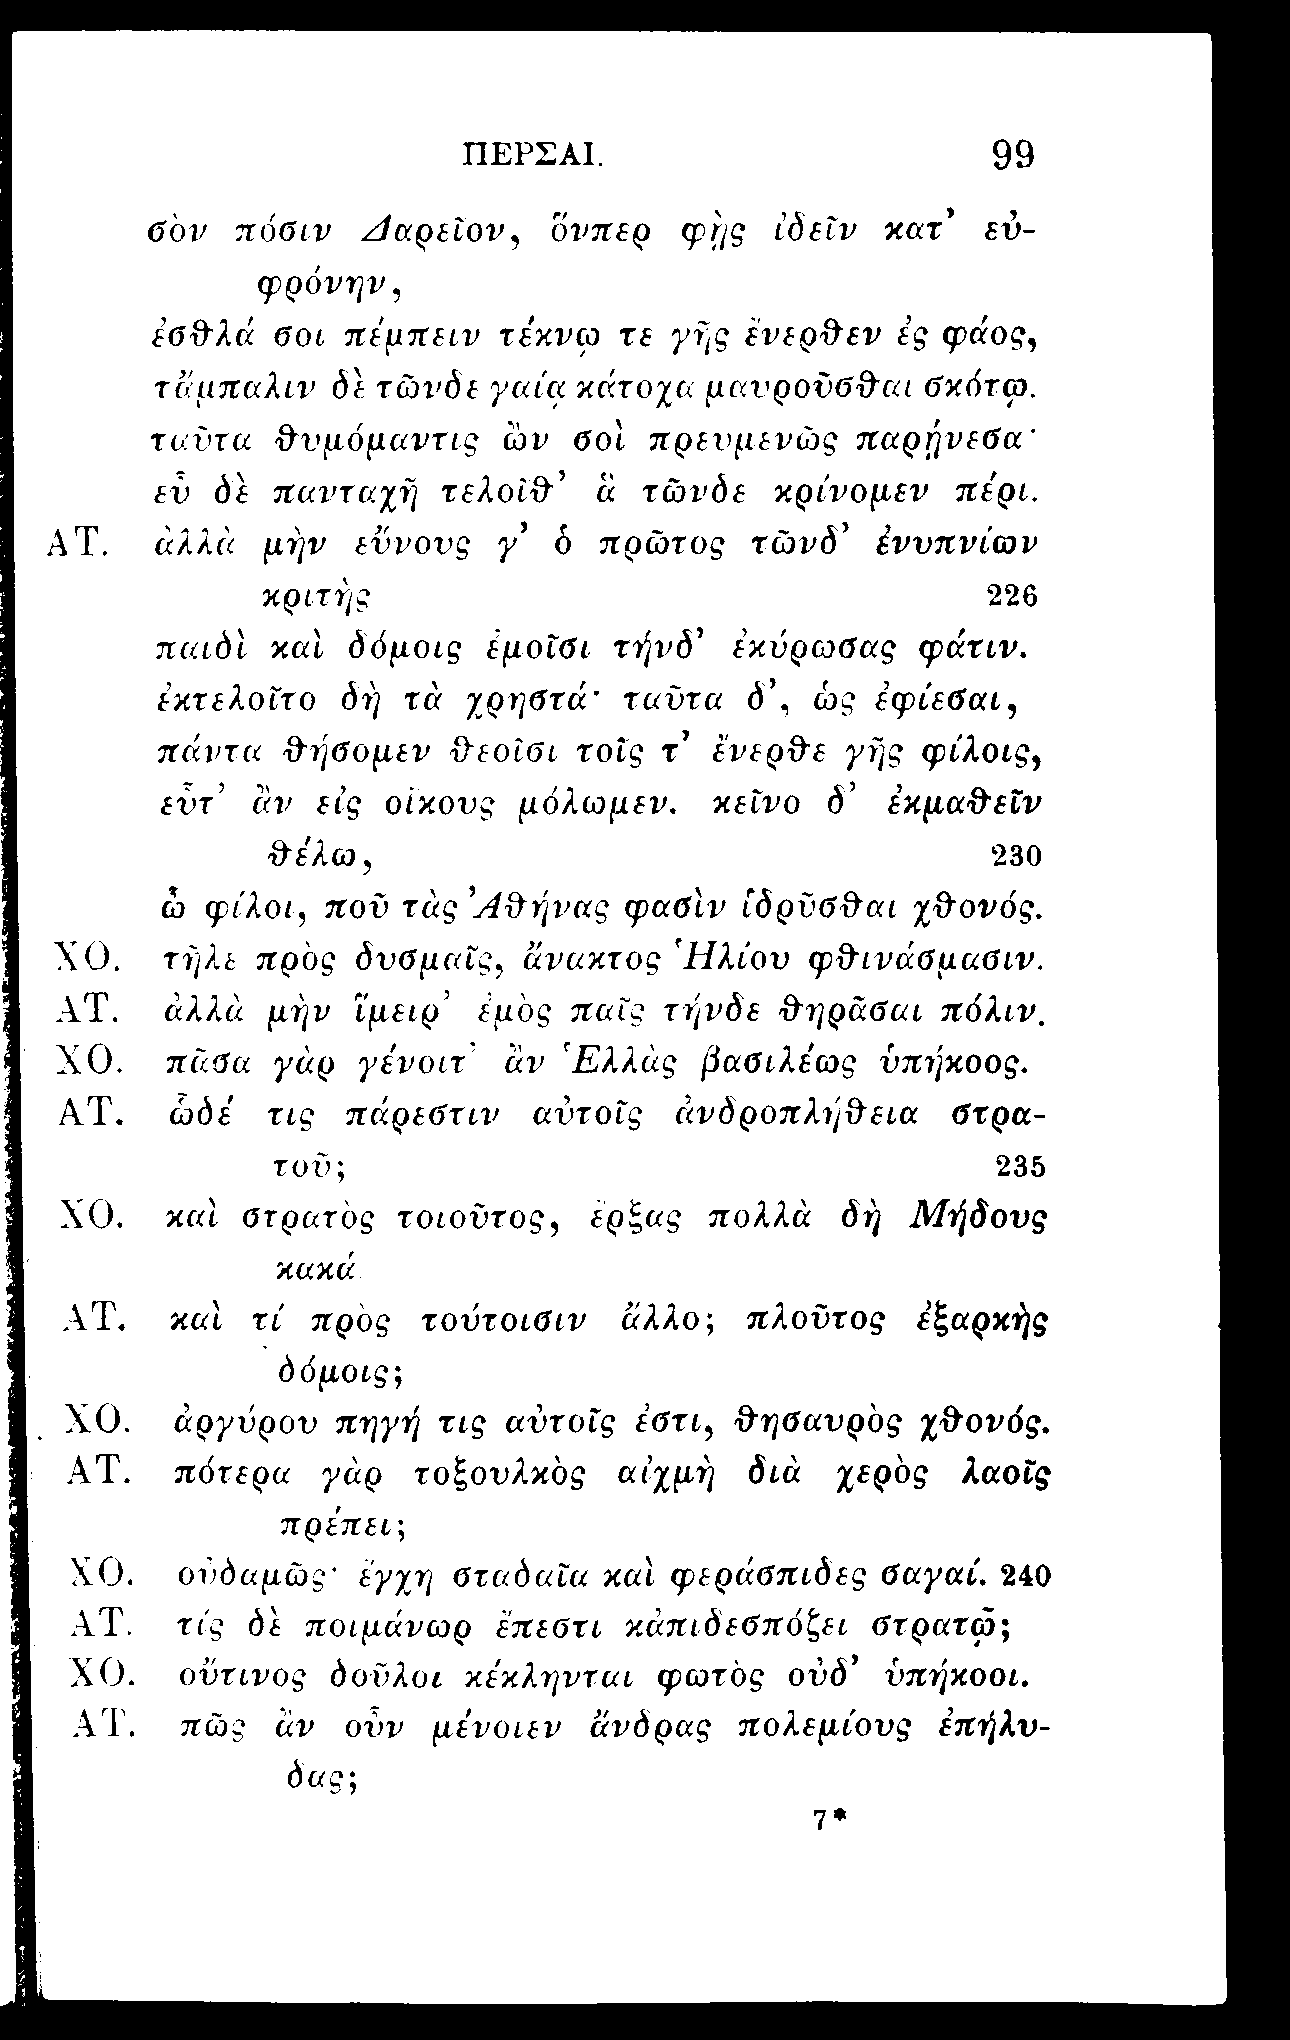 ΠΕΡΣΑΙ. 99
σὸν πόσιν Δαρεῖον, ὅνπερ φῂς ἰδεῖν κατ’ εὐ-
φρόνην,
ἐσθλά σοι πέμπειν τέκνῳ τε γῆς ἔνερθεν ἐς φάος,
τἄμπαλιν δὲ τῶνδε γαίᾳ κάτοχα μαυροῦσθαι σκότῳ.
ταῦτα θυμόμαντις ὢν σοὶ πρευμενῶς παρῄνεσα·
εὖ δὲ πανταχῆ τελοῖθ’ ἃ τῶνδε κρίνομεν πέρι.
ΑΤ. ἀλλὰ μὴν εὔνους γ’ ὁ πρῶτος τῶνδ’ ἐνυπνίων
κριτὴς 226
παιδὶ καὶ δόμοις ἐμοῖσι τήνδ’ ἐκύρωσας φάτιν.
ἐκτελοῖτο δὴ τὰ χρηστά· ταῦτα δ’, ὡς ἐφίεσαι,
πάντα θήσομεν θεοῖσι τοῖς τ’ ἔνερθε γῆς φίλοις,
εὖτ’ ἂν εἰς οἴκους μόλωμεν. κεῖνο δ’ ἐκμαθεῖν
θέλω, 230
ὦ φίλοι, ποῦ τὰς Ἀθήνας φασὶν ἱδρῦσθαι χθονός.
ΧΟ. τῆλε πρὸς δυσμαῖς, ἄνακτος Ἡλίου φθινάσμασιν.
ΑΤ. ἀλλὰ μὴν ἵμειρ’ ἐμὸς παῖς τήνδε θηρᾶσαι πόλιν.
ΧΟ. πᾶσα γὰρ γένοιτ’ ἂν Ἑλλὰς βασιλέως ὑπήκοος.
ΑΤ. ὧδέ τις πάρεστιν αὐτοῖς ἀνδροπλήθεια στρα-
τοῦ; 235
ΧΟ. καὶ στρατὸς τοιοῦτος, ἔρξας πολλὰ δὴ Μήδους
κακά
ΑΤ. καὶ τί πρὸς τούτοισιν ἄλλο; πλοῦτος ἐξαρκὴς
δόμοις;
ΧΟ. ἀργύρου πηγή τις αὐτοῖς ἐστι, θησαυρὸς χθονός.
ΑΤ. πότερα γὰρ τοξουλκὸς αἰχμὴ διὰ χερὸς λαοῖς
πρέπει;
ΧΟ. οὐδαμῶς· ἔγχη σταδαῖα καὶ φεράσπιδες σαγαί. 240
ΑΤ. τίς δὲ ποιμάνωρ ἔπεστι κἀπιδεσπόζει στρατῷ;
ΧΟ. οὔτινος δοῦλοι κέκληνται φωτὸς οὐδ’ ὑπήκοοι.
ΑΤ. πῶς ἂν οὖν μένοιεν ἄνδρας πολεμίους ἐπήλυ-
δας;
7*